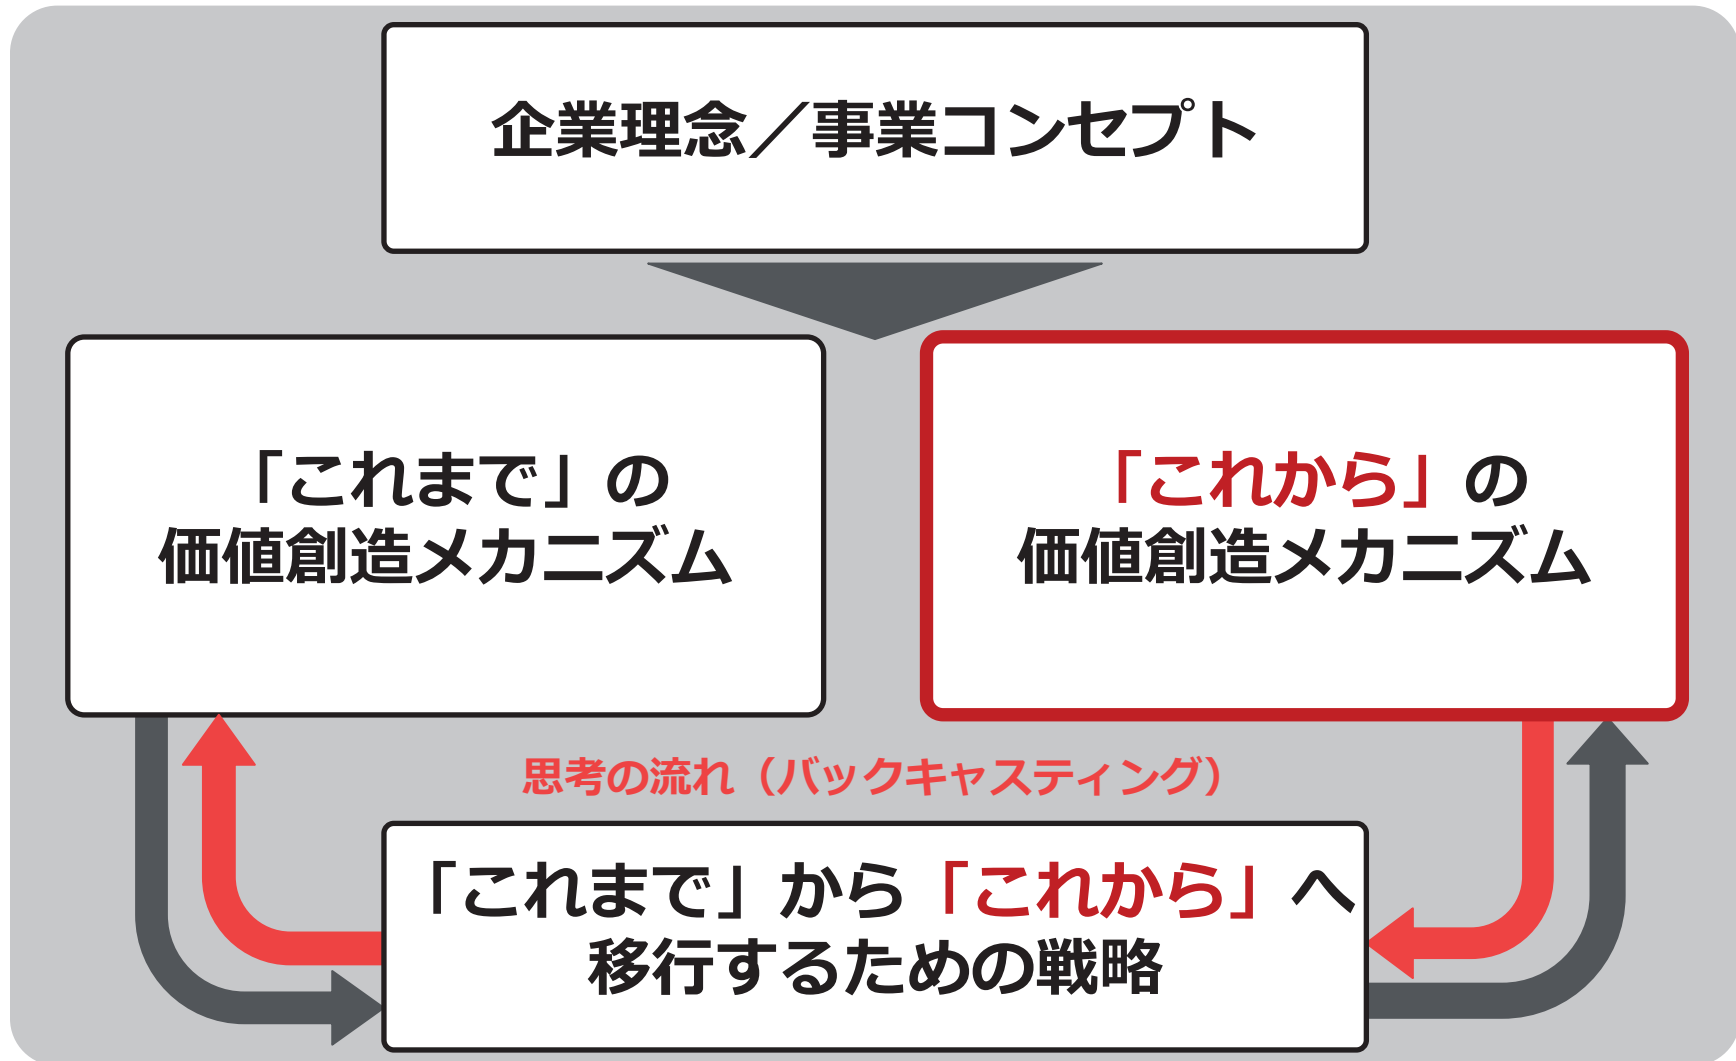 企業理念／事業コンセプト
「これまで」の
価値創造メカニズム
「これから」の
価値創造メカニズム
思考の流れ（バックキャスティング）
「これまで」から「これから」へ
移行するための戦略